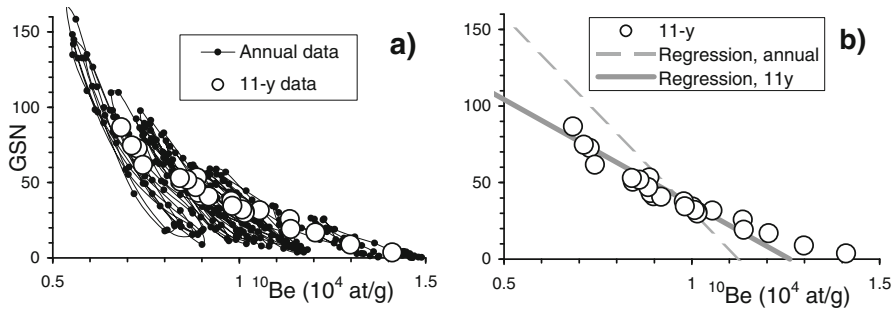 150
100
50
0
GSN
Annual data
11-y data
a)
0.5
1
1.5
¹⁰Be (10⁴ at/g)
150
100
50
0
11-y
Regression, annual
Regression, 11y
b)
0.5
1
1.5
¹⁰Be (10⁴ at/g)